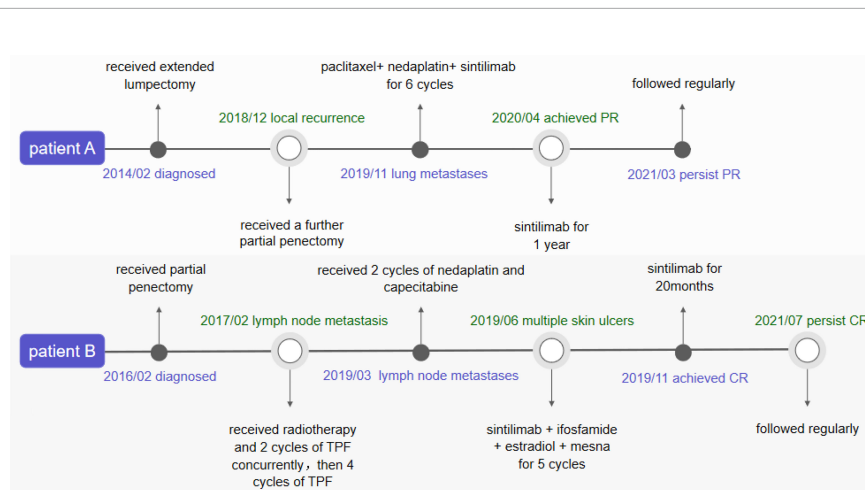 received extended
lumpectomy
paclitaxel+ nedaplatin+ sintilimab
for 6 cycles
followed regularly
2018/12 local recurrence
2020/04 achieved PR
patient A
2014/02 diagnosed
2019/11 lung metastases
2021/03 persist PR
received a further
partial penectomy
sintilimab for
1 year
received partial
penectomy
received 2 cycles of nedaplatin and
capecitabine
sintilimab for
20months
2017/02 lymph node metastasis
2019/06 multiple skin ulcers
2021/07 persist CR
patient B
2016/02 diagnosed
2019/03 lymph node metastases
2019/11 achieved CR
received radiotherapy
and 2 cycles of TPF
concurrently，then 4
cycles of TPF
sintilimab + ifosfamide
+ estradiol + mesna
for 5 cycles
followed regularly